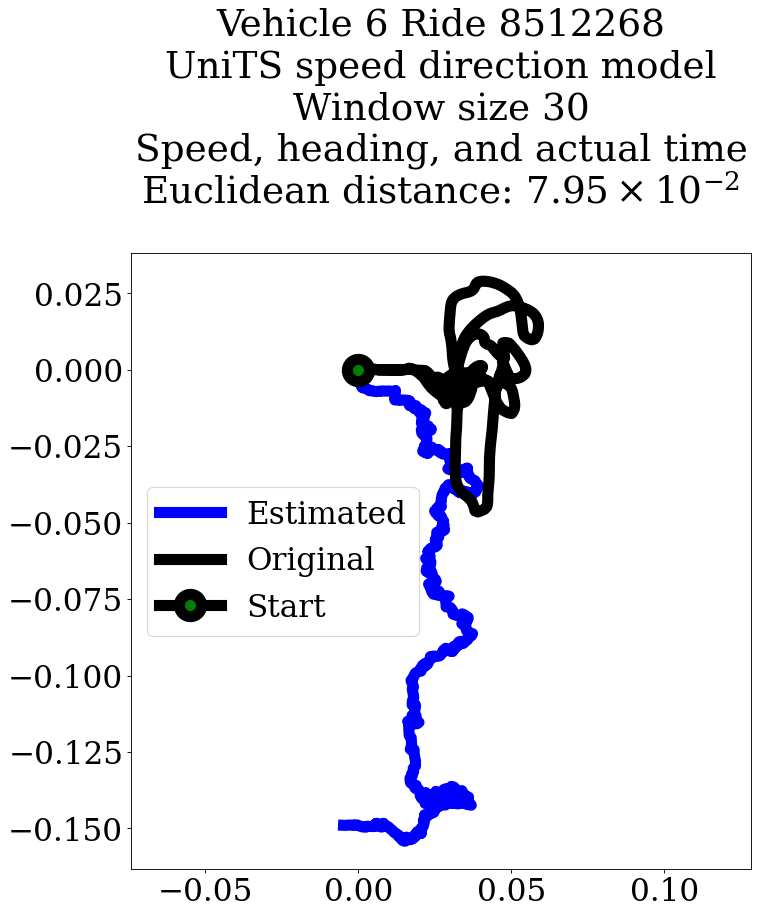 Vehicle 6 Ride 8512268
UniTS speed direction model
Window size 30
Speed, heading, and actual time
Euclidean distance: 7.95 × 10⁻²
0.025
0.000
−0.025
−0.050
−0.075
−0.100
−0.125
−0.150
Estimated
Original
Start
−0.05 0.00 0.05 0.10